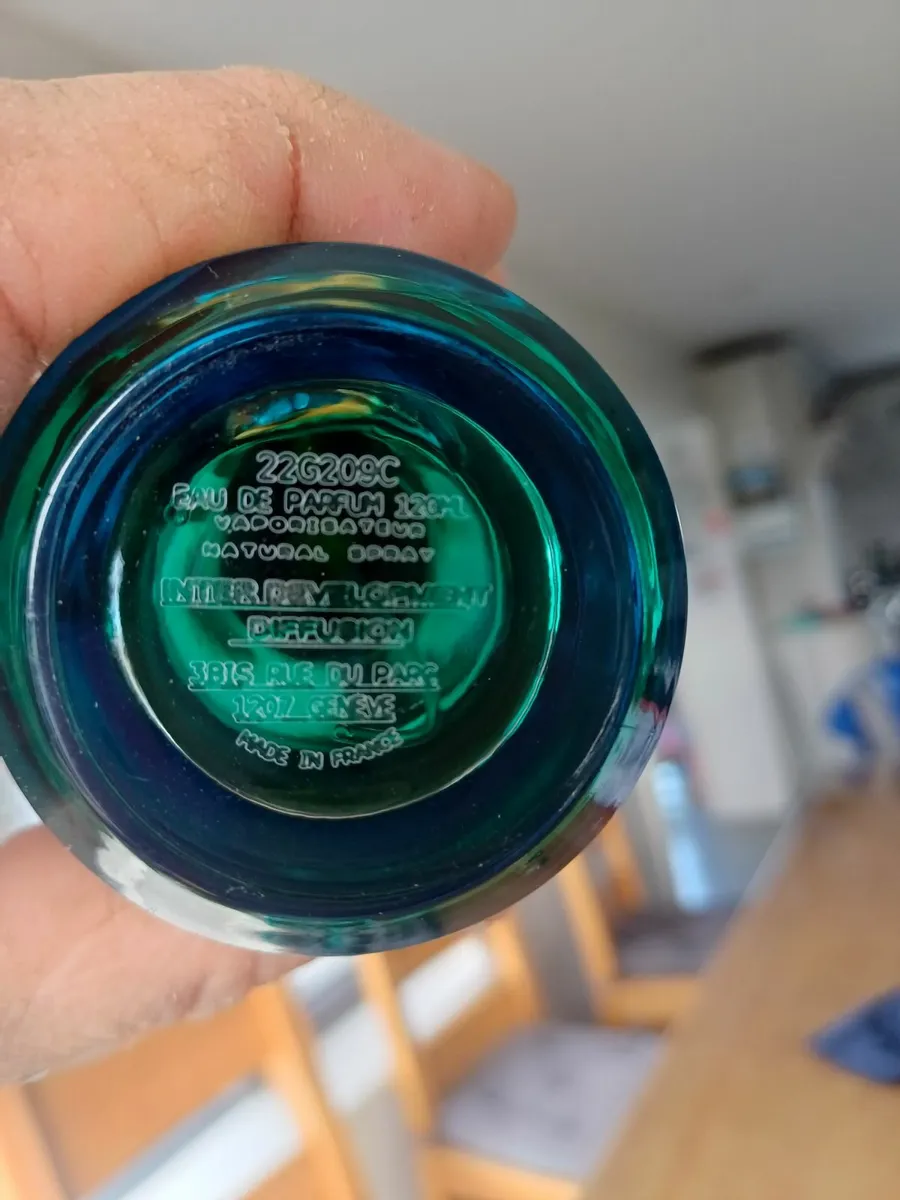 22G209C
EAU DE PARFUM 120ML
VAPORISATEUR
NATURAL SPRAY
INTER DEVELOPMENT
DIFFUSION
3BIS RUE DU PARC
1207 GENEVE
MADE IN FRANCE